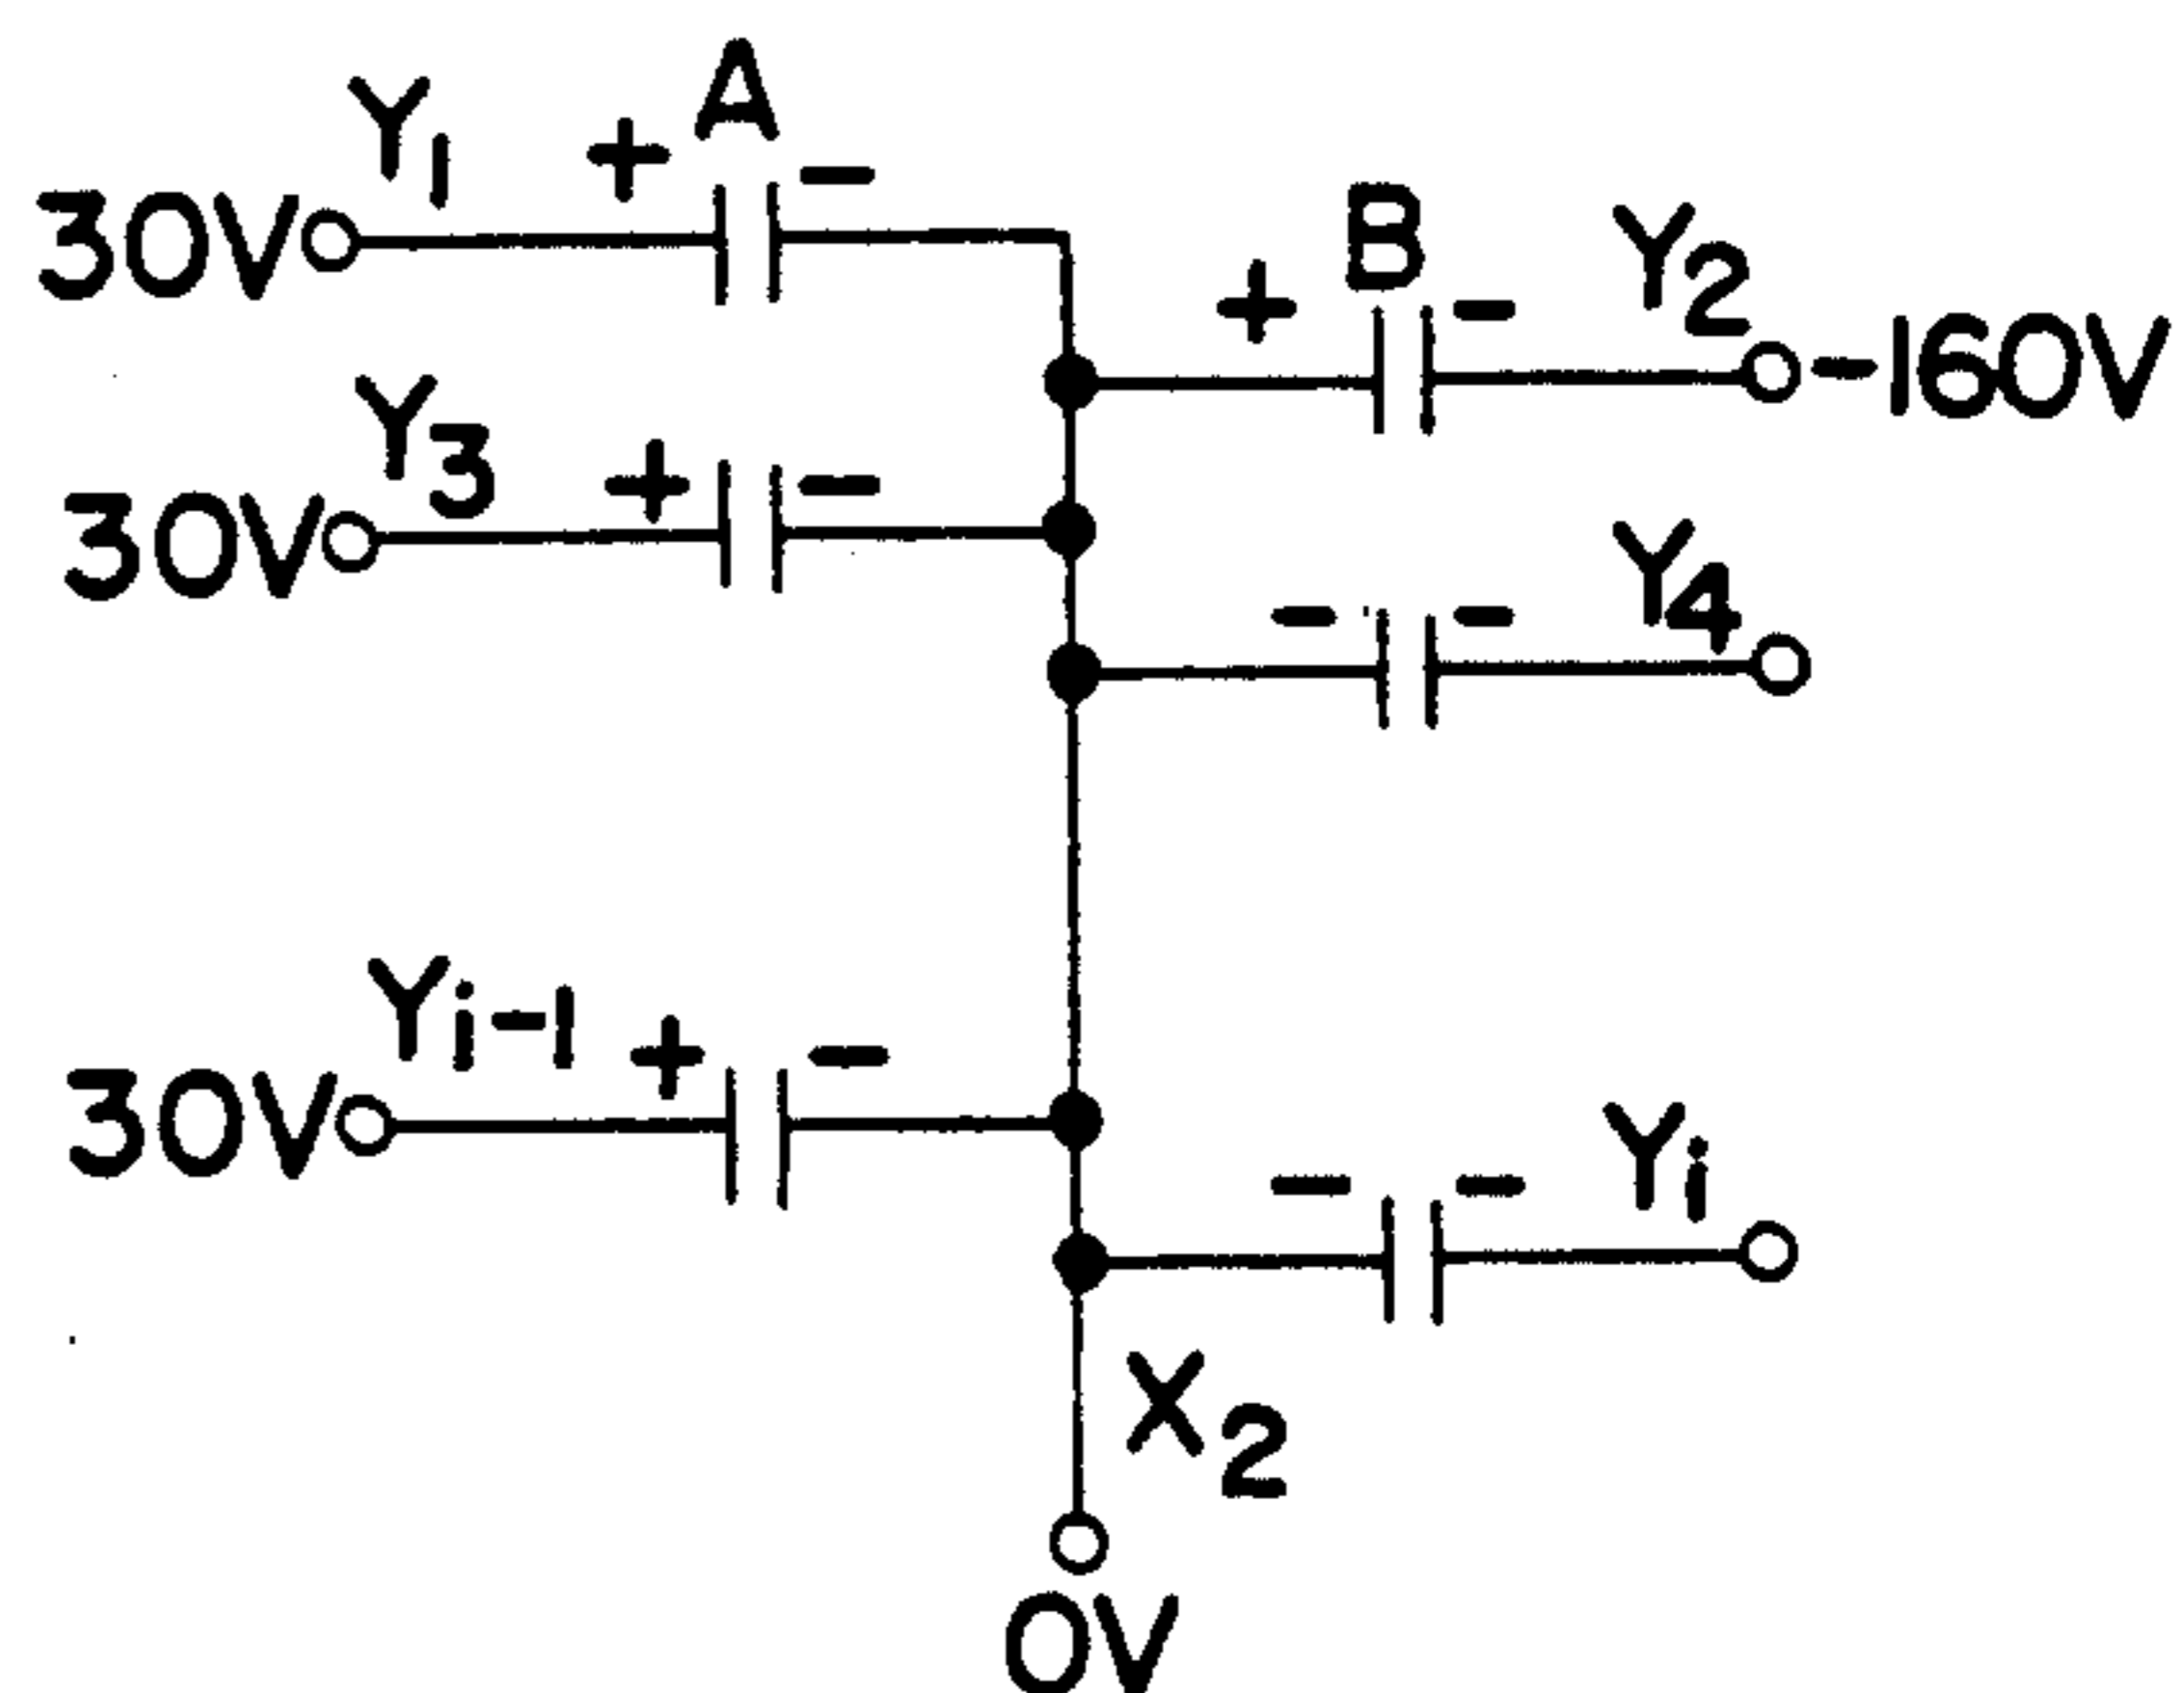 Y1 + A -
30V
B
+ - Y2
-160V
Y3 + -
30V
- - Y4
Yi-1 + -
30V
- - Yi
X2
0V